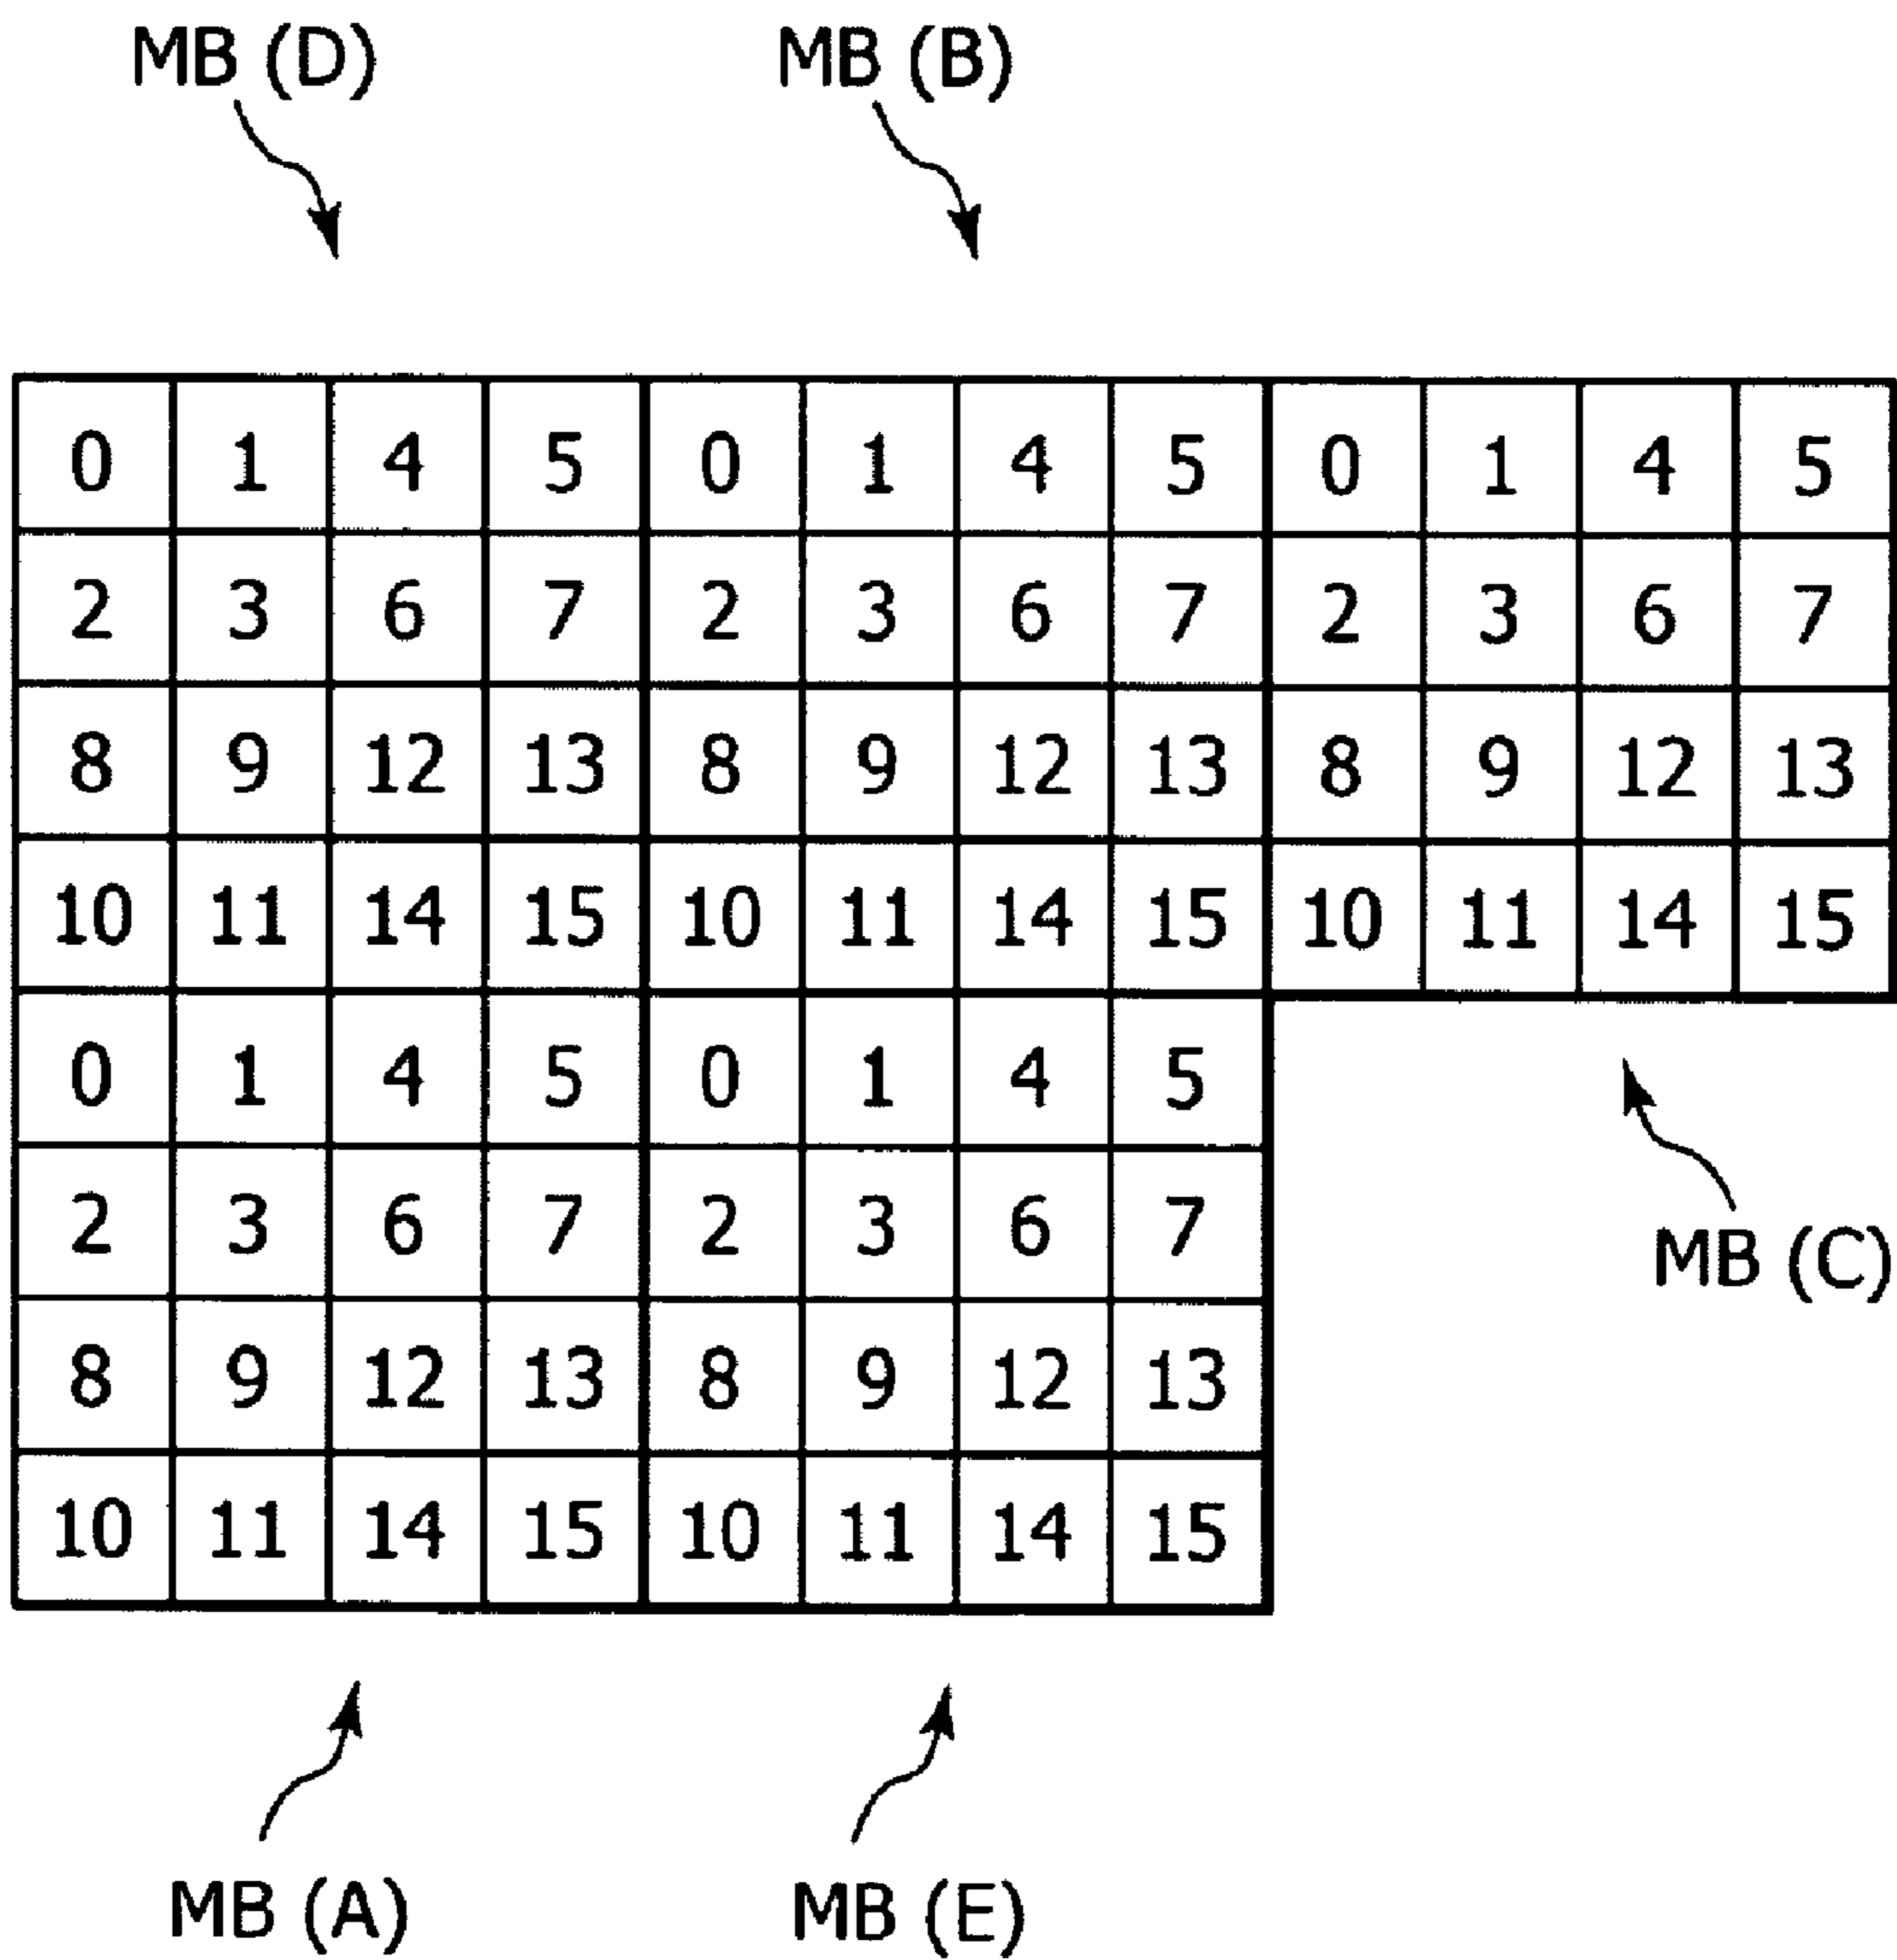 MB (D) MB (B)
0 1 4 5 0 1 4 5 0 1 4 5
2 3 6 7 2 3 6 7 2 3 6 7
8 9 12 13 8 9 12 13 8 9 12 13
10 11 14 15 10 11 14 15 10 11 14 15
0 1 4 5 0 1 4 5
2 3 6 7 2 3 6 7
MB (C)
8 9 12 13 8 9 12 13
10 11 14 15 10 11 14 15
MB (A) MB (E)